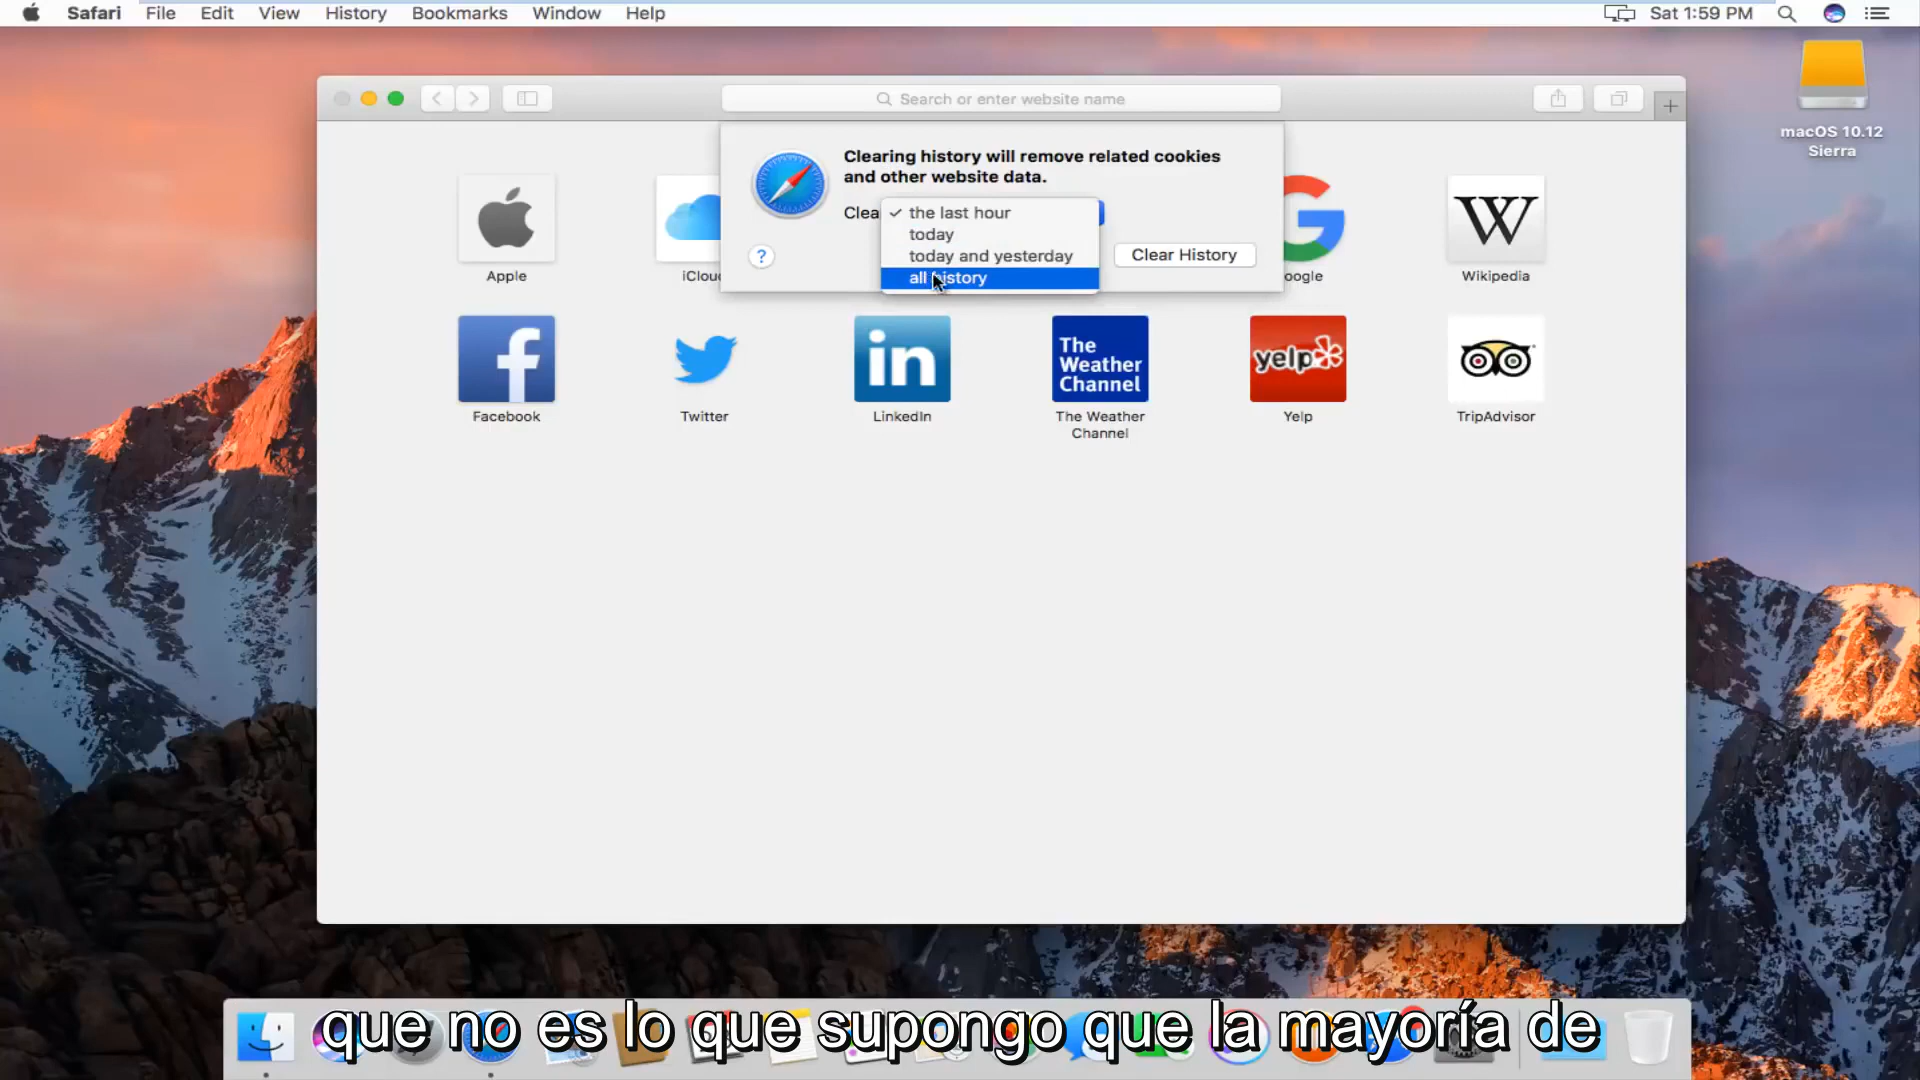 Safari File Edit View History Bookmarks Window Help Sat 1:59 PM
Search or enter website name
macOS 10.12
Sierra
Clearing history will remove related cookies
and other website data.
Clea ✓ the last hour
today
today and yesterday
all history
? Clear History
Apple iClou oogle Wikipedia
W
f in The Weather Channel yelp
Facebook Twitter LinkedIn The Weather Channel Yelp TripAdvisor
que no es lo que supongo que la mayoría de